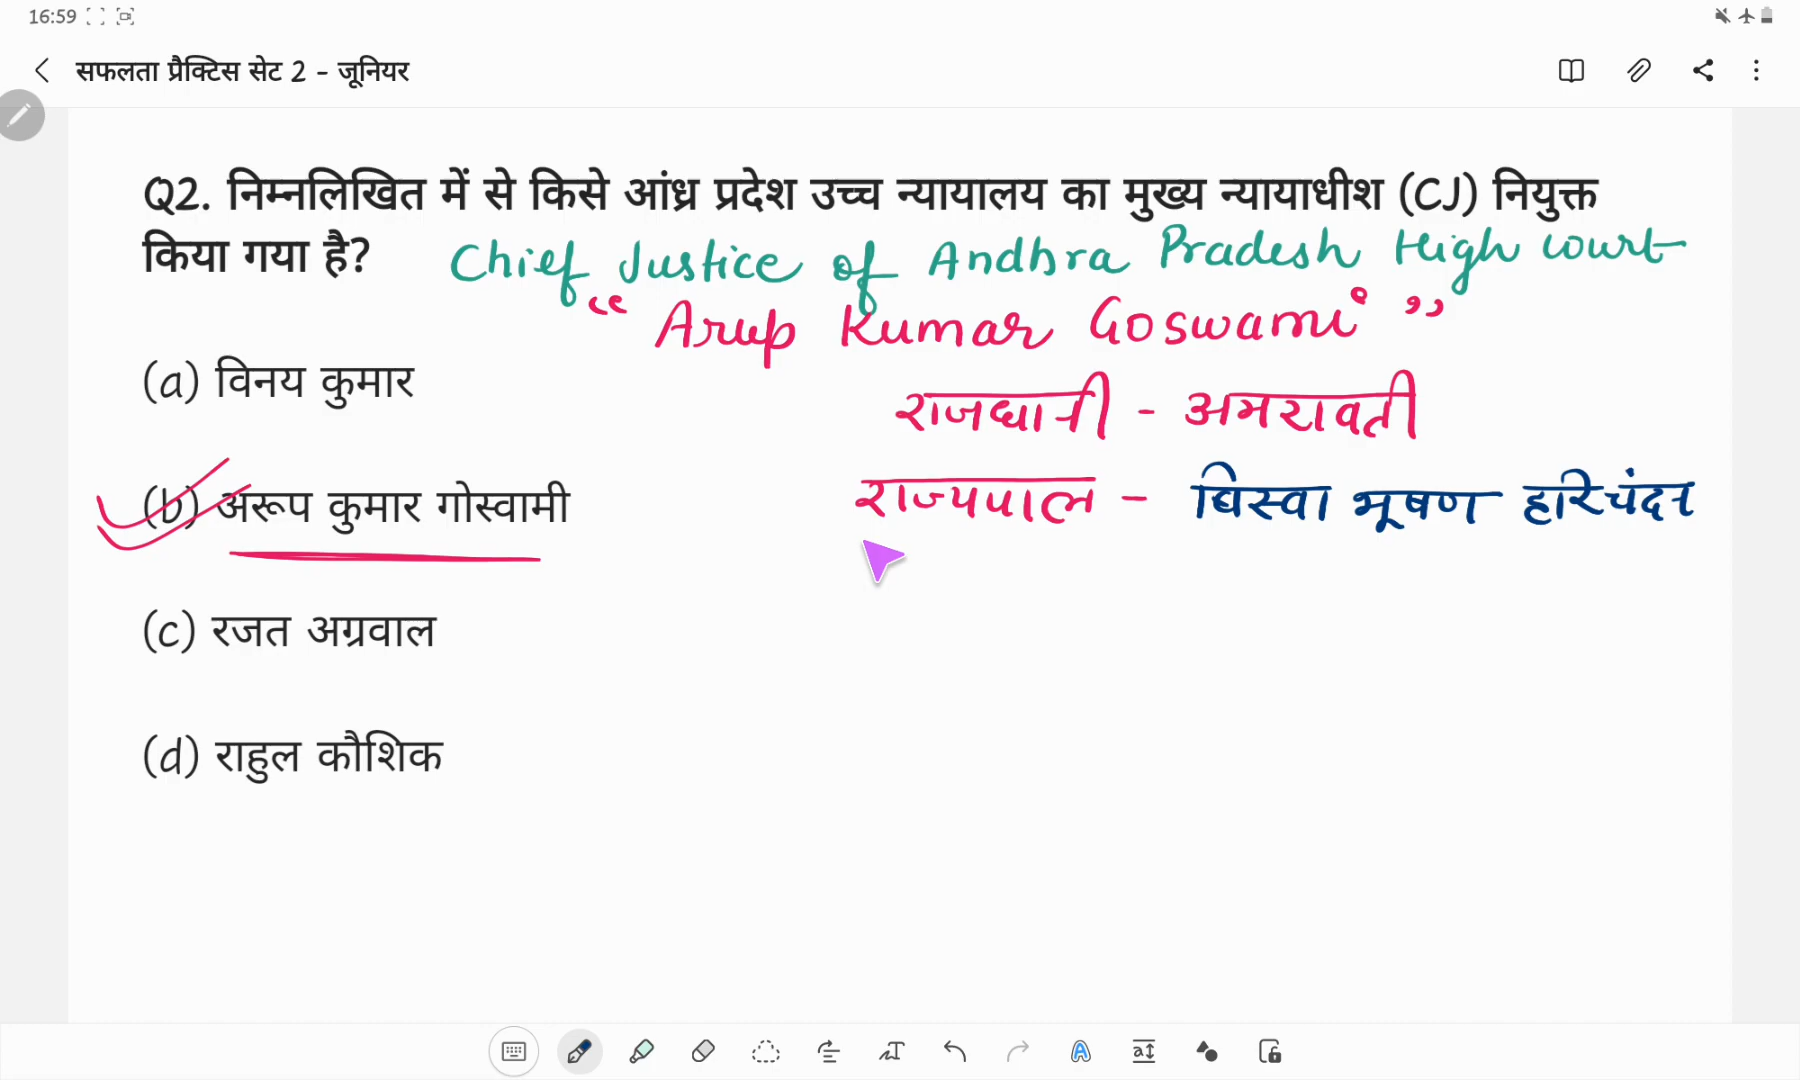 16:59
सफलता प्रैक्टिस सेट 2 - जूनियर
Q2. निम्नलिखित में से किसे आंध्र प्रदेश उच्च न्यायालय का मुख्य न्यायाधीश (CJ) नियुक्त
किया गया है? Chief Justice of Andhra Pradesh High court
"Arup Kumar Goswami"
(a) विनय कुमार
राजधानी - अमरावती
(b) अरूप कुमार गोस्वामी
राज्यपाल - बिस्वा भूषण हरिचंदन
(c) रजत अग्रवाल
(d) राहुल कौशिक